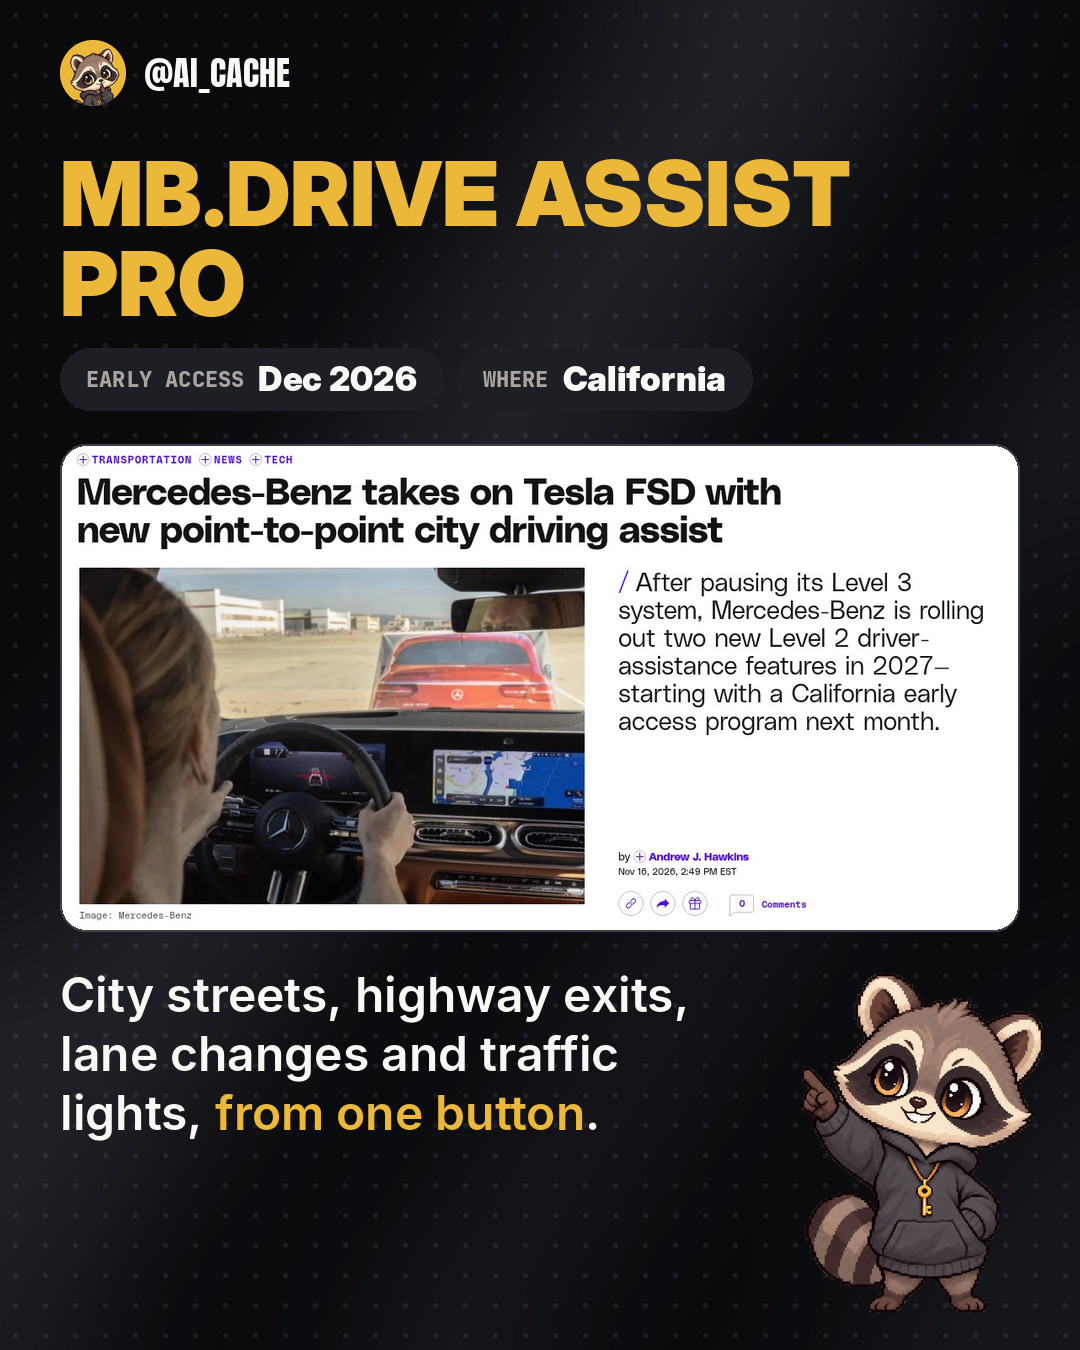 @AI_CACHE
MB.DRIVE ASSIST
PRO
EARLY ACCESS Dec 2026
WHERE California
TRANSPORTATION NEWS TECH
Mercedes-Benz takes on Tesla FSD with
new point-to-point city driving assist
/ After pausing its Level 3
system, Mercedes-Benz is rolling
out two new Level 2 driver-
assistance features in 2027—
starting with a California early
access program next month.
by Andrew J. Hawkins
Nov 16, 2026, 2:49 PM EST
0 Comments
Image: Mercedes-Benz
City streets, highway exits,
lane changes and traffic
lights, from one button.